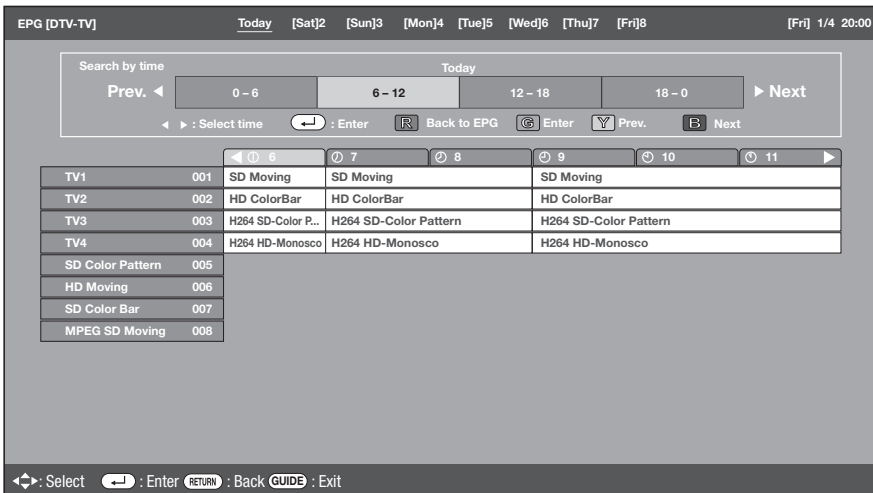 EPG [DTV-TV] Today [Sat]2 [Sun]3 [Mon]4 [Tue]5 [Wed]6 [Thu]7 [Fri]8 [Fri] 1/4 20:00
Search by time Today
Prev. 0 – 6 6 – 12 12 – 18 18 – 0 Next
: Select time : Enter R Back to EPG G Enter Y Prev. B Next
6 7 8 9 10 11
TV1 001 SD Moving SD Moving SD Moving
TV2 002 HD ColorBar HD ColorBar HD ColorBar
TV3 003 H264 SD-Color P... H264 SD-Color Pattern H264 SD-Color Pattern
TV4 004 H264 HD-Monosco H264 HD-Monosco H264 HD-Monosco
SD Color Pattern 005
HD Moving 006
SD Color Bar 007
MPEG SD Moving 008
: Select : Enter RETURN : Back GUIDE : Exit